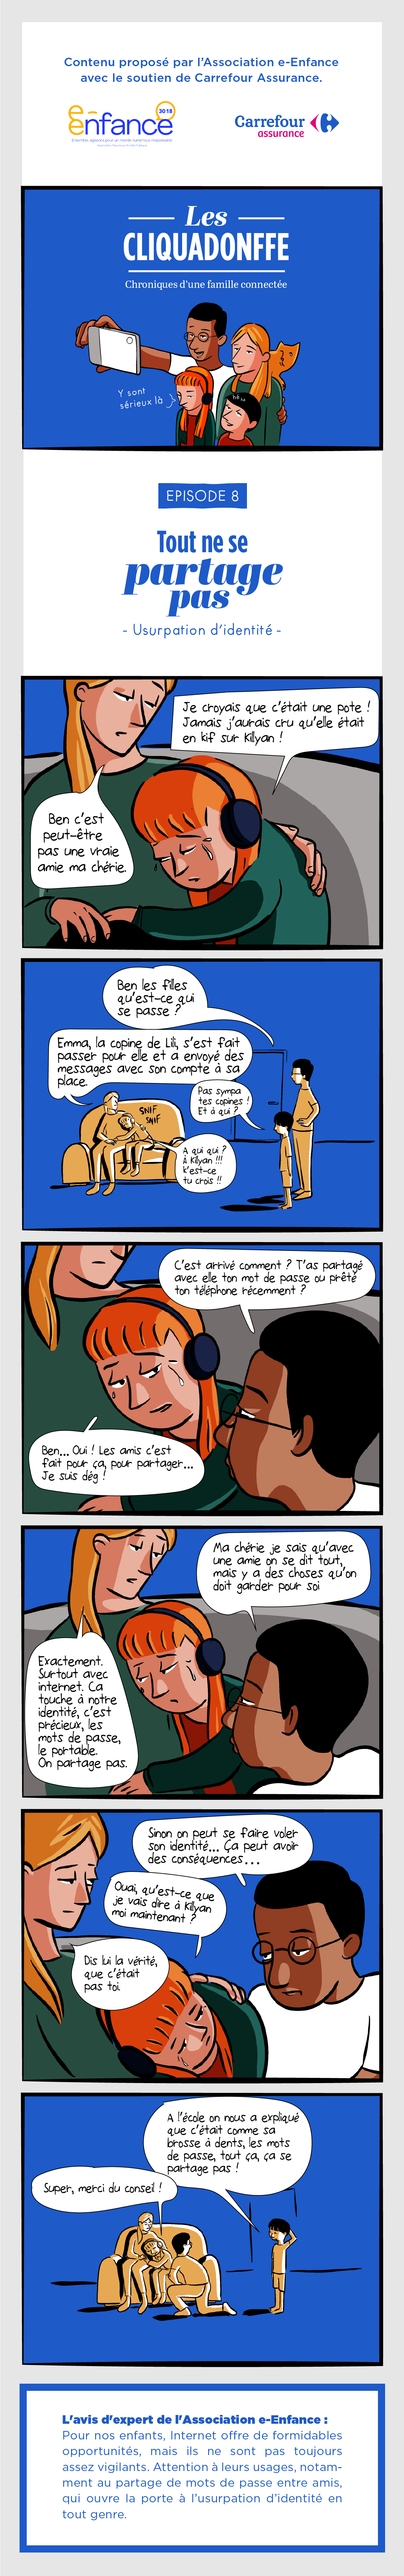 Contenu proposé par l'Association e-Enfance
avec le soutien de Carrefour Assurance.
e-enfance
3018
Carrefour
assurance
Les
CLIQUADONFFE
Chroniques d'une famille connectée
Y sont
sérieux là
EPISODE 8
Tout ne se
partage
pas
- Usurpation d'identité -
Je croyais que c'était une pote !
Jamais j'aurais cru qu'elle était
en kif sur Killyan !
Ben c'est
peut-être
pas une vraie
amie ma chérie.
Ben les filles
qu'est-ce qui
se passe ?
Emma, la copine de Lili, s'est fait
passer pour elle et a envoyé des
messages avec son compte à sa
place.
Pas sympa
tes copines !
Et à qui ?
SNIF
SNIF
A qui qui ?
à Killyan !!!
k'est-ce
tu crois !!
C'est arrivé comment ? T'as partagé
avec elle ton mot de passe ou prêté
ton téléphone récemment ?
Ben... Oui ! Les amis c'est
fait pour ça, pour partager...
Je suis dég !
Ma chérie je sais qu'avec
une amie on se dit tout,
mais y a des choses qu'on
doit garder pour soi
Exactement.
Surtout avec
internet. Ca
touche à notre
identité, c'est
précieux, les
mots de passe,
le portable.
On partage pas.
Sinon on peut se faire voler
son identité... Ça peut avoir
des conséquences...
Ouai, qu'est-ce que
je vais dire à Killyan
moi maintenant ?
Dis lui la vérité,
que c'était
pas toi.
A l'école on nous a expliqué
que c'était comme sa
brosse à dents, les mots
de passe, tout ça, ça se
partage pas !
Super, merci du conseil !
L'avis d'expert de l'Association e-Enfance :
Pour nos enfants, Internet offre de formidables
opportunités, mais ils ne sont pas toujours
assez vigilants. Attention à leurs usages, notam-
ment au partage de mots de passe entre amis,
qui ouvre la porte à l'usurpation d'identité en
tout genre.